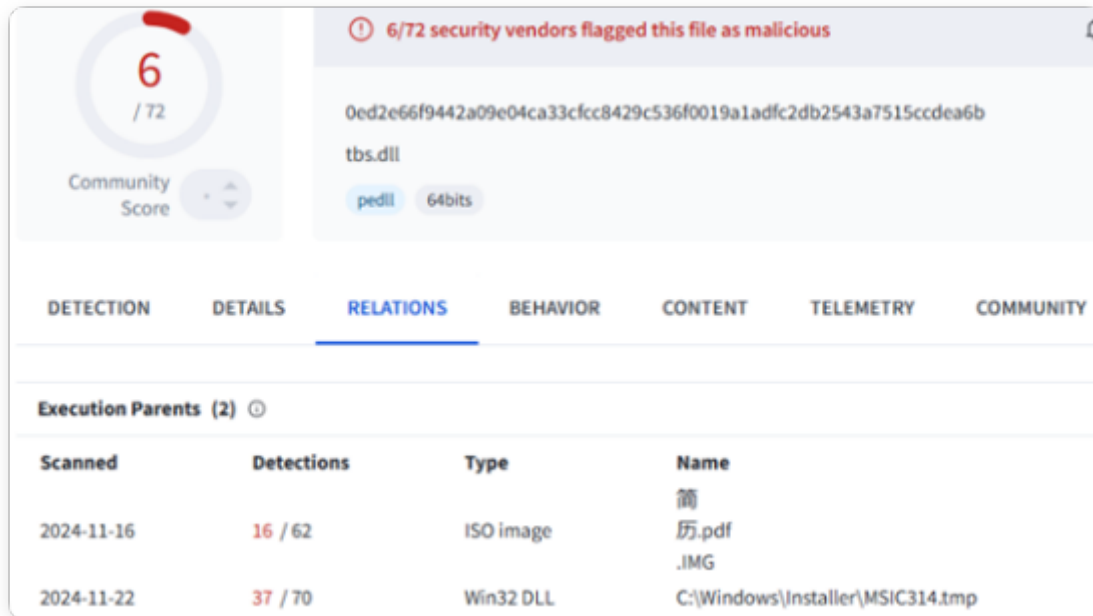 6
/ 72
Community
Score
6/72 security vendors flagged this file as malicious
0ed2e66f9442a09e04ca33cfcc8429c536f0019a1adfc2db2543a7515ccdea6b
tbs.dll
pedll 64bits
DETECTION DETAILS RELATIONS BEHAVIOR CONTENT TELEMETRY COMMUNITY
Execution Parents (2)
Scanned Detections Type Name
2024-11-16 16 / 62 ISO image 简
历.pdf
.IMG
2024-11-22 37 / 70 Win32 DLL C:\Windows\Installer\MSIC314.tmp